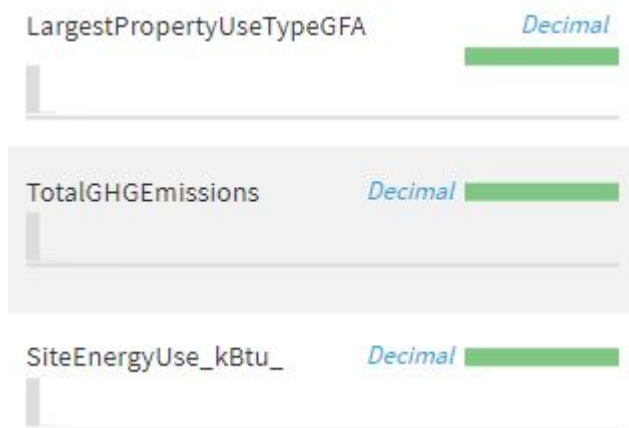 LargestPropertyUseTypeGFA Decimal
TotalGHGEmissions Decimal
SiteEnergyUse_kBtu_ Decimal